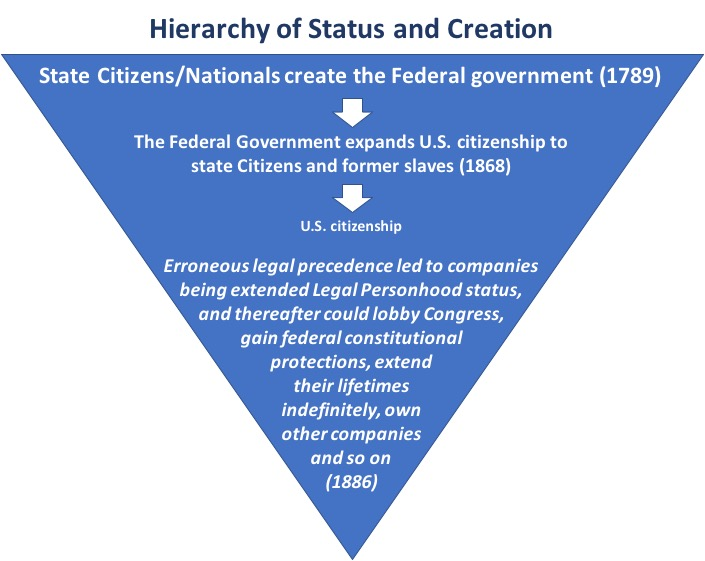 Hierarchy of Status and Creation
State Citizens/Nationals create the Federal government (1789)
The Federal Government expands U.S. citizenship to
state Citizens and former slaves (1868)
U.S. citizenship
Erroneous legal precedence led to companies
being extended Legal Personhood status,
and thereafter could lobby Congress,
gain federal constitutional
protections, extend
their lifetimes
indefinitely, own
other companies
and so on
(1886)